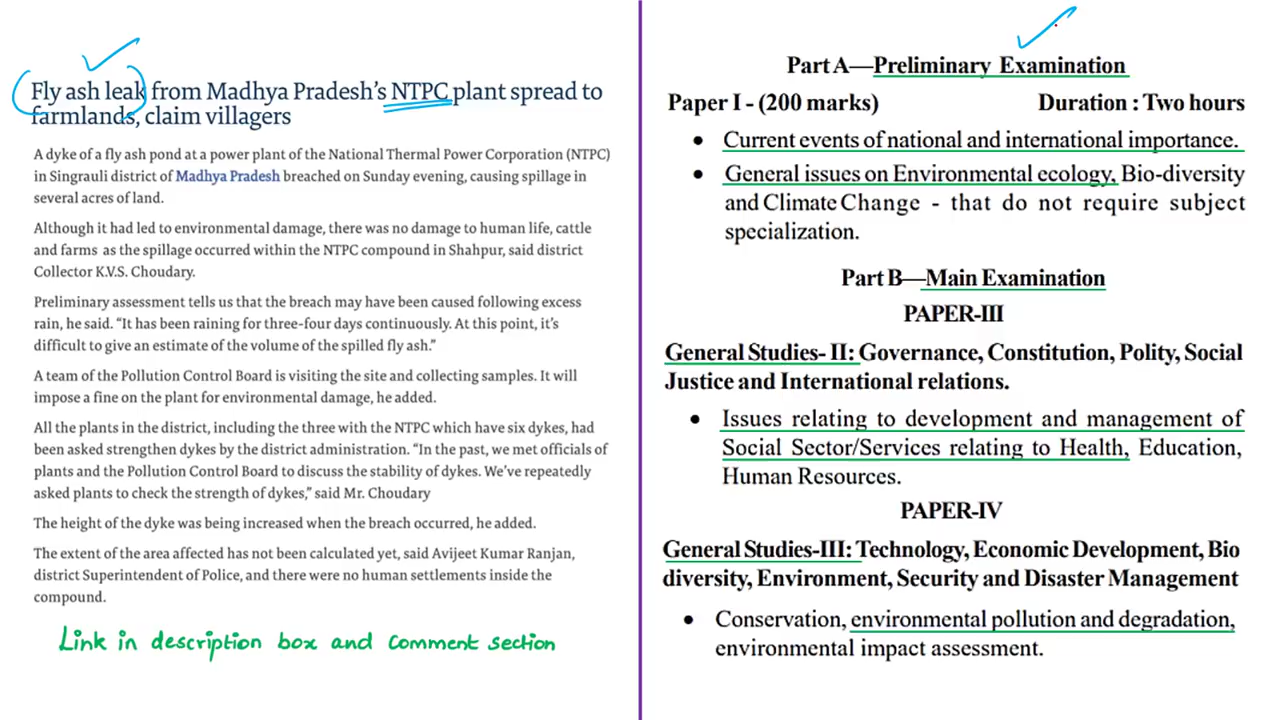 Fly ash leak from Madhya Pradesh's NTPC plant spread to
farmlands, claim villagers
A dyke of a fly ash pond at a power plant of the National Thermal Power Corporation (NTPC)
in Singrauli district of Madhya Pradesh breached on Sunday evening, causing spillage in
several acres of land.
Although it had led to environmental damage, there was no damage to human life, cattle
and farms as the spillage occurred within the NTPC compound in Shahpur, said district
Collector K.V.S. Choudary.
Preliminary assessment tells us that the breach may have been caused following excess
rain, he said. “It has been raining for three-four days continuously. At this point, it’s
difficult to give an estimate of the volume of the spilled fly ash.”
A team of the Pollution Control Board is visiting the site and collecting samples. It will
impose a fine on the plant for environmental damage, he added.
All the plants in the district, including the three with the NTPC which have six dykes, had
been asked strengthen dykes by the district administration. “In the past, we met officials of
plants and the Pollution Control Board to discuss the stability of dykes. We’ve repeatedly
asked plants to check the strength of dykes,” said Mr. Choudary
The height of the dyke was being increased when the breach occurred, he added.
The extent of the area affected has not been calculated yet, said Avijeet Kumar Ranjan,
district Superintendent of Police, and there were no human settlements inside the
compound.
Link in description box and comment section
Part A—Preliminary Examination
Paper I - (200 marks) Duration : Two hours
• Current events of national and international importance.
• General issues on Environmental ecology, Bio-diversity
and Climate Change - that do not require subject
specialization.
Part B—Main Examination
PAPER-III
General Studies- II: Governance, Constitution, Polity, Social
Justice and International relations.
• Issues relating to development and management of
Social Sector/Services relating to Health, Education,
Human Resources.
PAPER-IV
General Studies-III: Technology, Economic Development, Bio
diversity, Environment, Security and Disaster Management
• Conservation, environmental pollution and degradation,
environmental impact assessment.